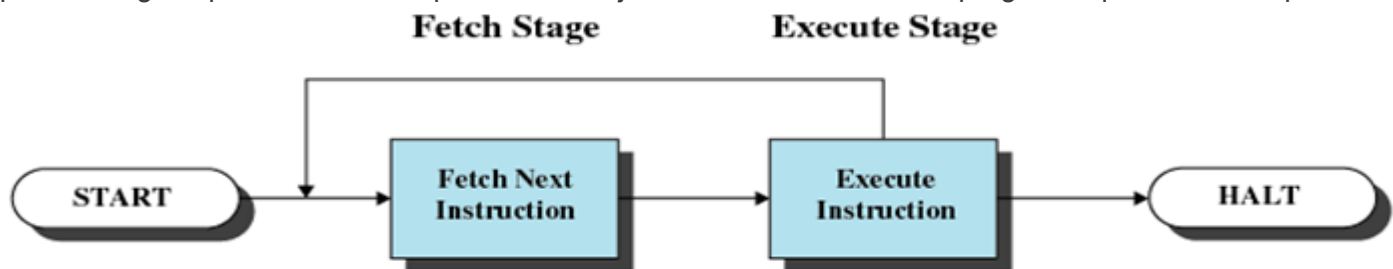 Fetch Stage Execute Stage
START
Fetch Next
Instruction
Execute
Instruction
HALT